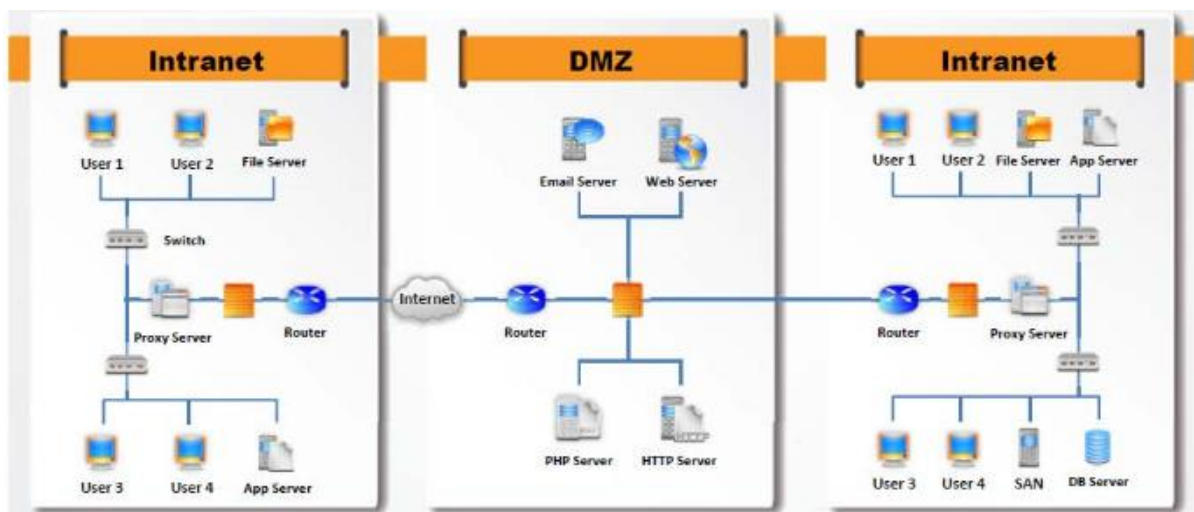 Intranet
DMZ
Intranet
User 1
User 2
File Server
Email Server
Web Server
User 1
User 2
File Server
App Server
Switch
Internet
Proxy Server
Router
Router
Router
Proxy Server
User 3
User 4
App Server
PHP Server
HTTP Server
User 3
User 4
SAN
DB Server